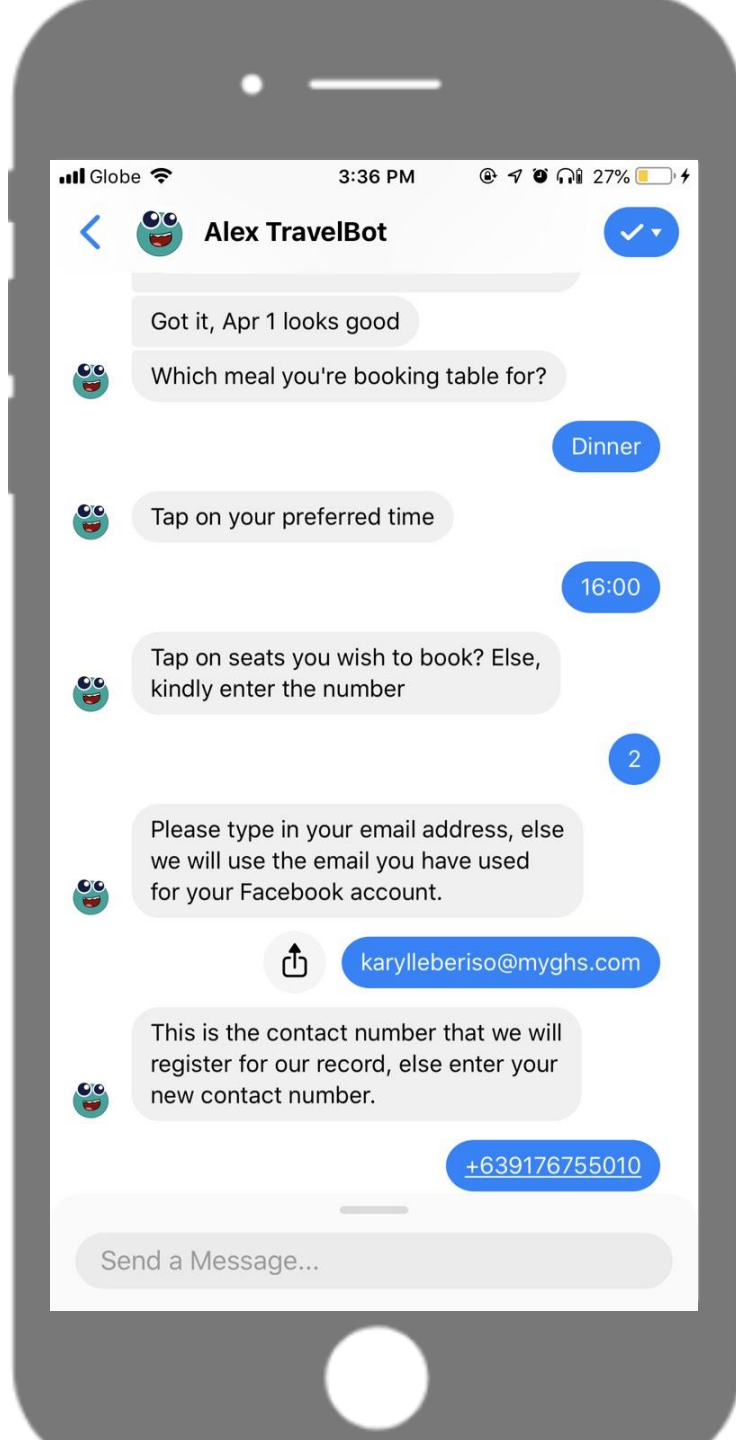 Globe 3:36 PM 27%
Alex TravelBot
Got it, Apr 1 looks good
Which meal you're booking table for?
Dinner
Tap on your preferred time
16:00
Tap on seats you wish to book? Else,
kindly enter the number
2
Please type in your email address, else
we will use the email you have used
for your Facebook account.
karylleberiso@myghs.com
This is the contact number that we will
register for our record, else enter your
new contact number.
+639176755010
Send a Message...